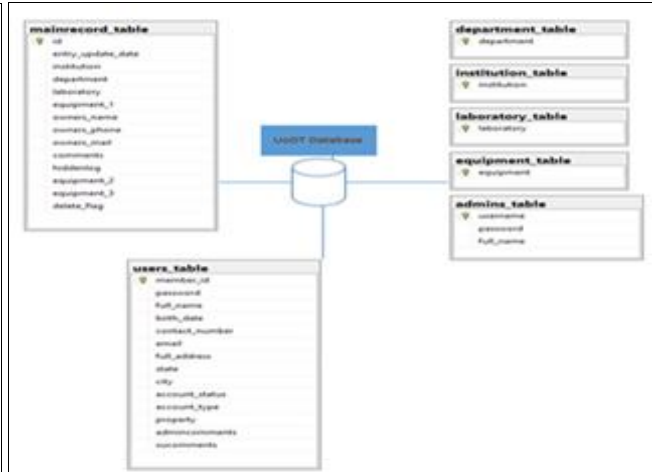 mainrecord_table
id
entry_update_date
institution
department
laboratory
equipment_1
owners_name
owners_phone
owners_mail
comments
equipment_2
equipment_3
delete_flag
UoDT Database
department_table
department
institution_table
institution
laboratory_table
laboratory
equipment_table
equipment
admins_table
username
password
full_name
users_table
member_id
password
full_name
birth_date
contact_number
email
full_address
state
city
account_status
account_type
property
admincomments